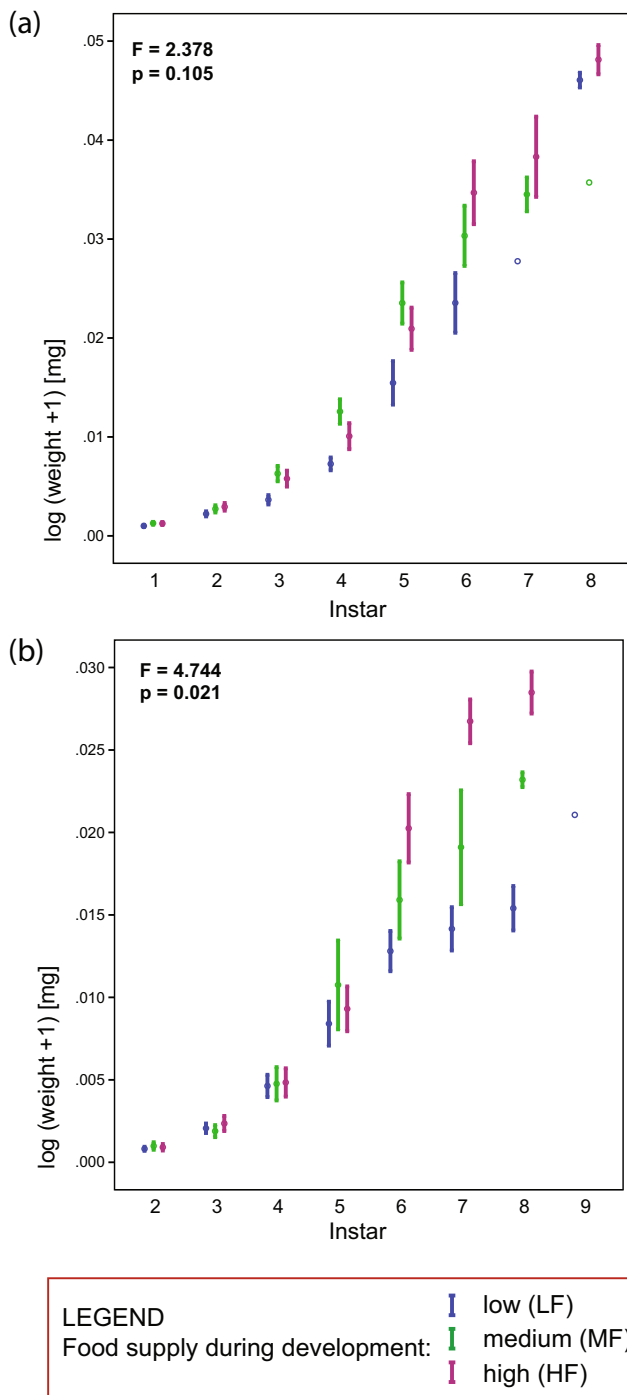 (a)
F = 2.378
p = 0.105
.05
.04
.03
.02
.01
.00
log (weight +1) [mg]
1 2 3 4 5 6 7 8
Instar
(b)
F = 4.744
p = 0.021
.030
.025
.020
.015
.010
.005
.000
log (weight +1) [mg]
2 3 4 5 6 7 8 9
Instar
LEGEND
Food supply during development:
low (LF)
medium (MF)
high (HF)